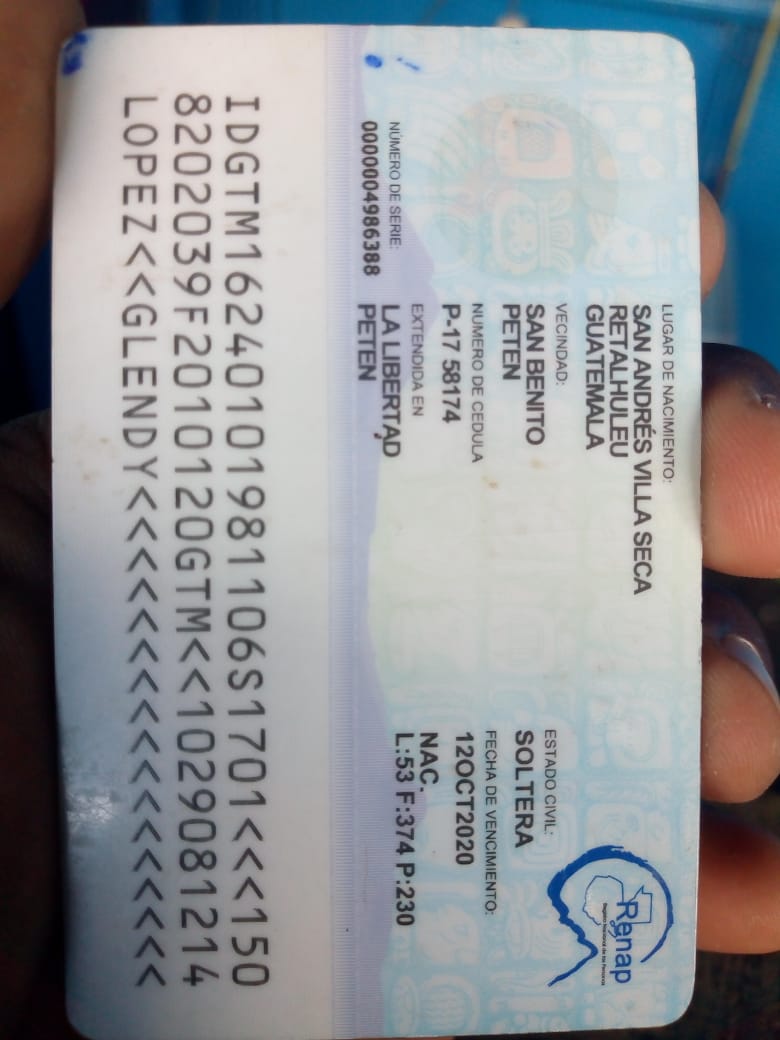 LUGAR DE NACIMIENTO:
SAN ANDRÉS VILLA SECA
RETALHULEU
GUATEMALA
Renap
Registro Nacional de las Personas
VECINDAD:
SAN BENITO
PETEN
ESTADO CIVIL:
SOLTERA
NUMERO DE CEDULA
P-17 58174
FECHA DE VENCIMIENTO:
12OCT2020
EXTENDIDA EN
LA LIBERTAD
PETEN
NAC.
L:53 F:374 P:230
NÚMERO DE SERIE:
0000004986388
IDGTM16240101981106S1701<<<150
8202039F2010120GTM<<1029081214
LOPEZ<<GLENDY<<<<<<<<<<<<<<<<<